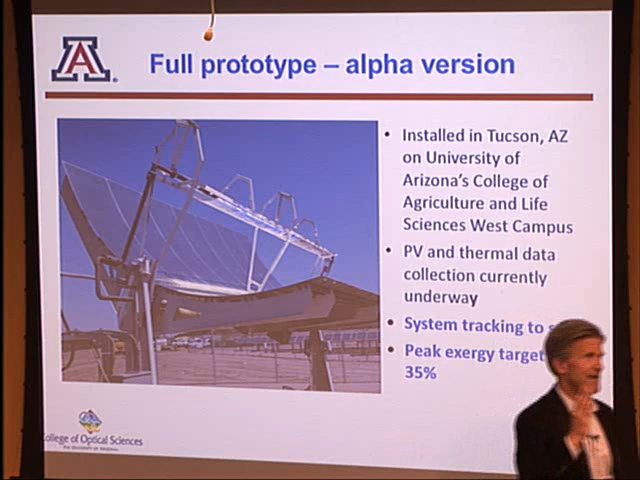 A
Full prototype – alpha version
• Installed in Tucson, AZ
on University of
Arizona's College of
Agriculture and Life
Sciences West Campus
• PV and thermal data
collection currently
underway
• System tracking to
• Peak exergy target
35%
College of Optical Sciences
THE UNIVERSITY OF ARIZONA